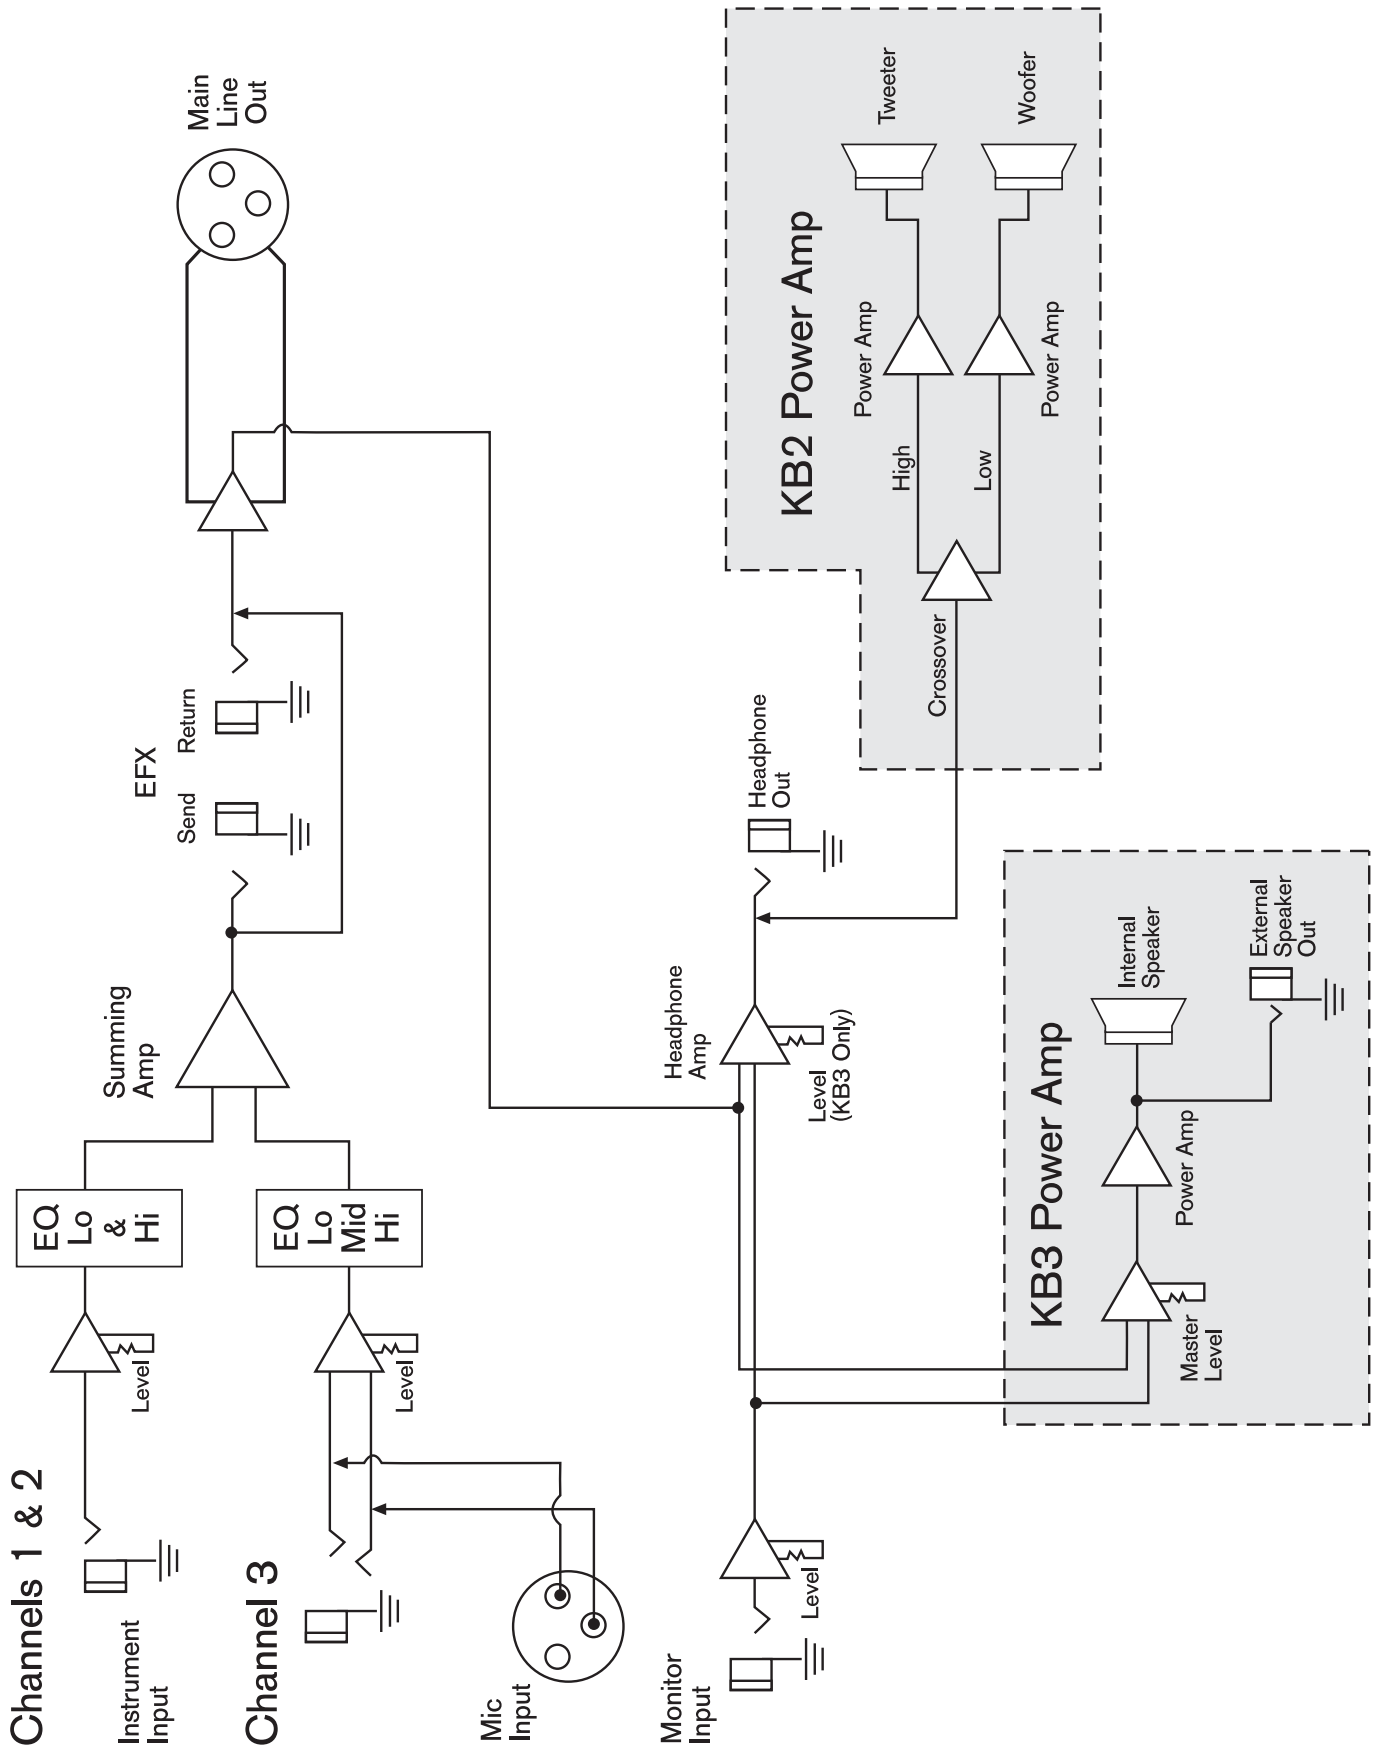 Channels 1 & 2
Instrument
Input
Level
EQ
Lo
&
Hi
Summing
Amp
EFX
Send
Return
Main
Line
Out
Channel 3
Level
EQ
Lo
Mid
Hi
Mic
Input
Monitor
Input
Level
Headphone
Amp
Level
(KB3 Only)
Headphone
Out
KB2 Power Amp
Crossover
High
Low
Power Amp
Power Amp
Tweeter
Woofer
KB3 Power Amp
Master
Level
Power Amp
Internal
Speaker
External
Speaker
Out